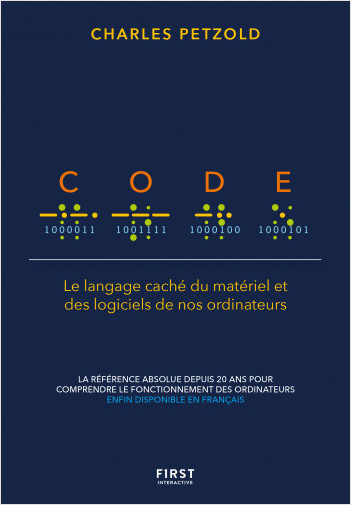 CHARLES PETZOLD
C O D E
1000011 1001111 1000100 1000101
Le langage caché du matériel et
des logiciels de nos ordinateurs
LA RÉFÉRENCE ABSOLUE DEPUIS 20 ANS POUR
COMPRENDRE LE FONCTIONNEMENT DES ORDINATEURS
ENFIN DISPONIBLE EN FRANÇAIS
FIRST
INTERACTIVE